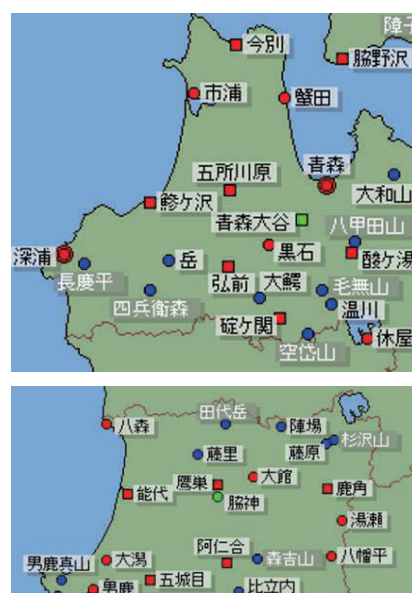 障子
今別
脇野沢
市浦
蟹田
五所川原
青森
大和山
鰺ケ沢
青森大谷
八甲田山
深浦
岳
黒石
酸ケ湯
長慶平
弘前
大鰐
毛無山
四兵衛森
温川
碇ケ関
休屋
空岱山
田代岳
八森
陣場
杉沢山
藤里
藤原
鷹巣
大館
能代
鹿角
脇神
湯瀬
阿仁合
男鹿真山
大潟
森吉山
八幡平
男鹿
五城目
比立内